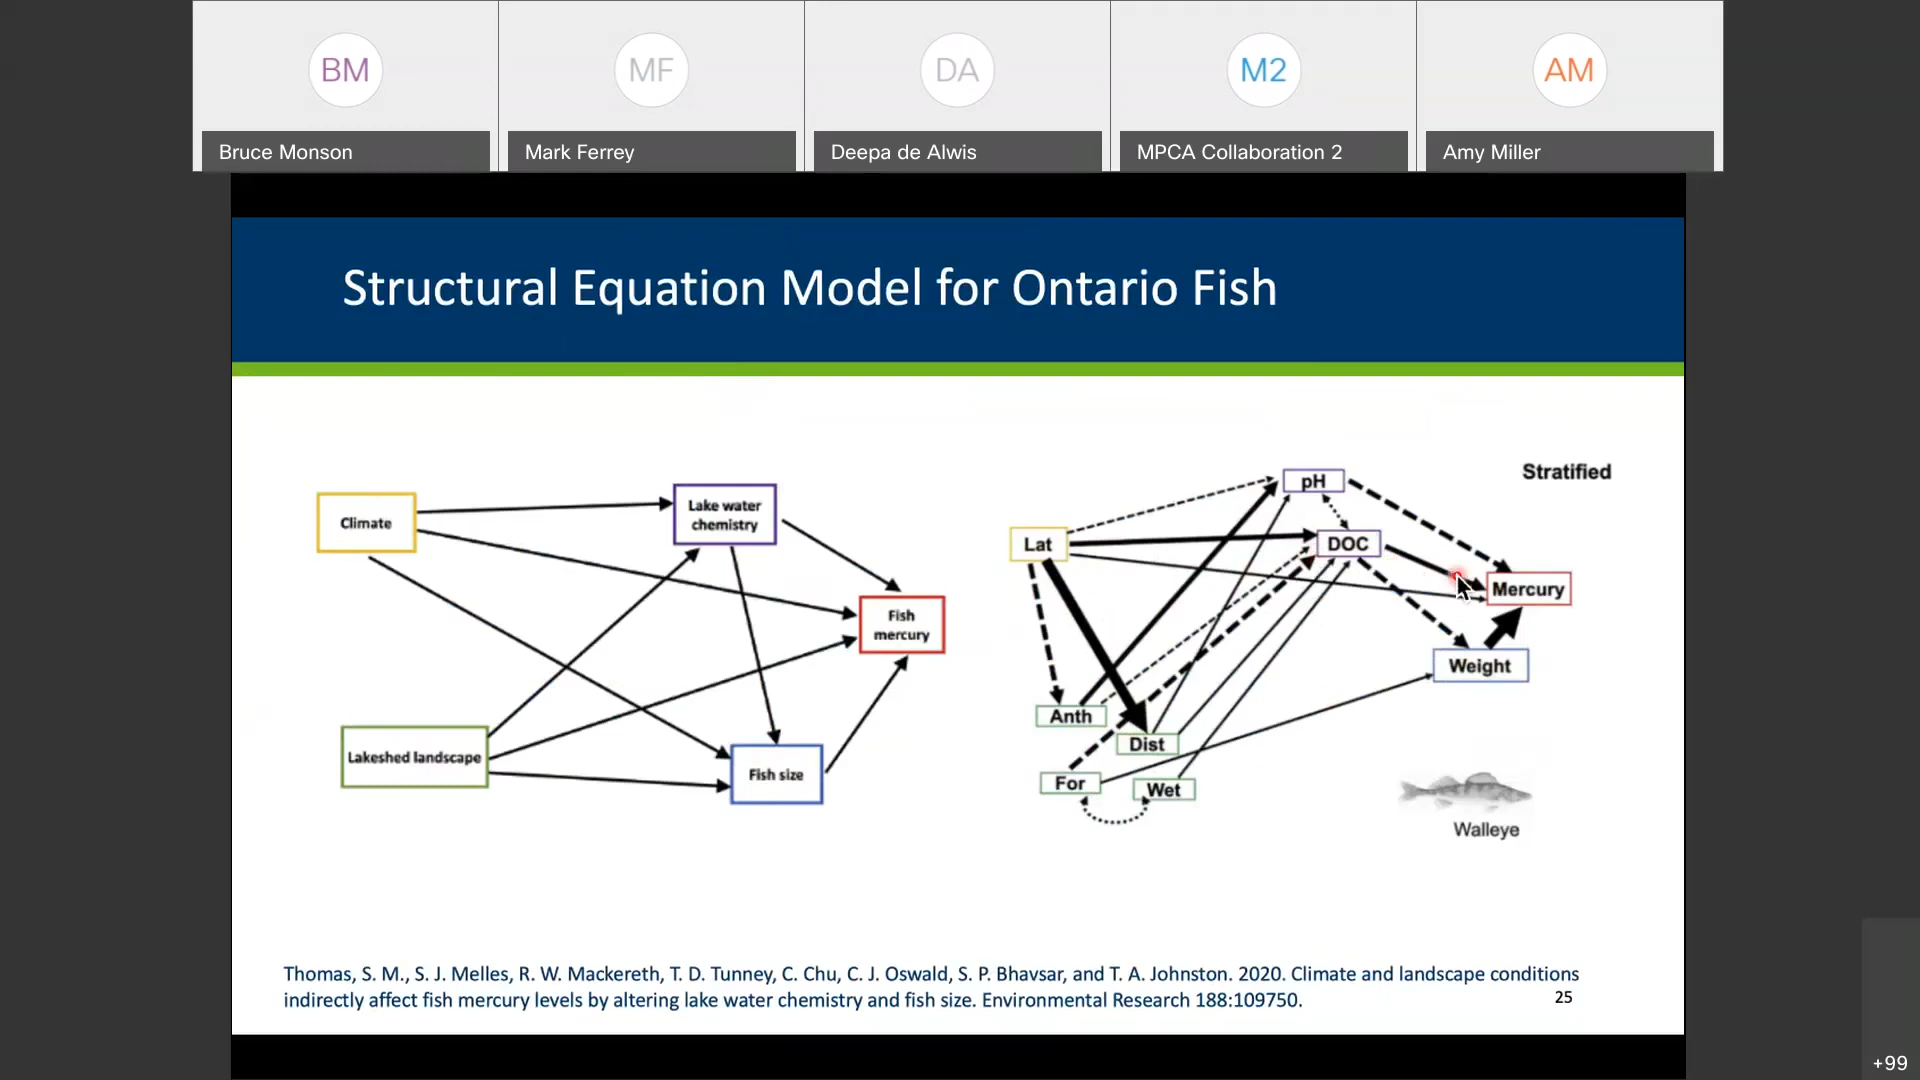 BM
MF
DA
M2
AM
Bruce Monson
Mark Ferrey
Deepa de Alwis
MPCA Collaboration 2
Amy Miller
Structural Equation Model for Ontario Fish
Climate
Lake water
chemistry
Fish
mercury
Lakeshed landscape
Fish size
Stratified
pH
Lat
DOC
Mercury
Weight
Anth
Dist
For
Wet
Walleye
Thomas, S. M., S. J. Melles, R. W. Mackereth, T. D. Tunney, C. Chu, C. J. Oswald, S. P. Bhavsar, and T. A. Johnston. 2020. Climate and landscape conditions
indirectly affect fish mercury levels by altering lake water chemistry and fish size. Environmental Research 188:109750.
25
+99